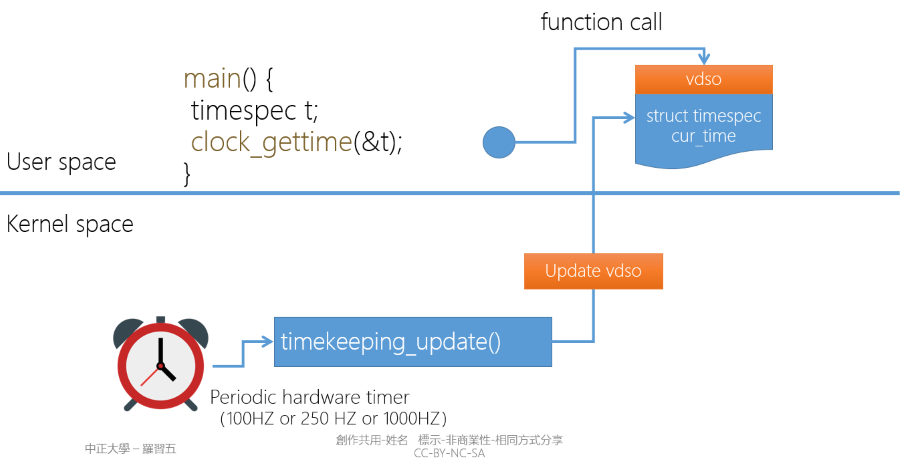 function call
main() {
timespec t;
clock_gettime(&t);
}
vdso
struct timespec
cur_time
User space
Kernel space
Update vdso
timekeeping_update()
Periodic hardware timer
(100HZ or 250 HZ or 1000HZ)
中正大學 – 羅習五
創作共用-姓名 標示-非商業性-相同方式分享
CC-BY-NC-SA